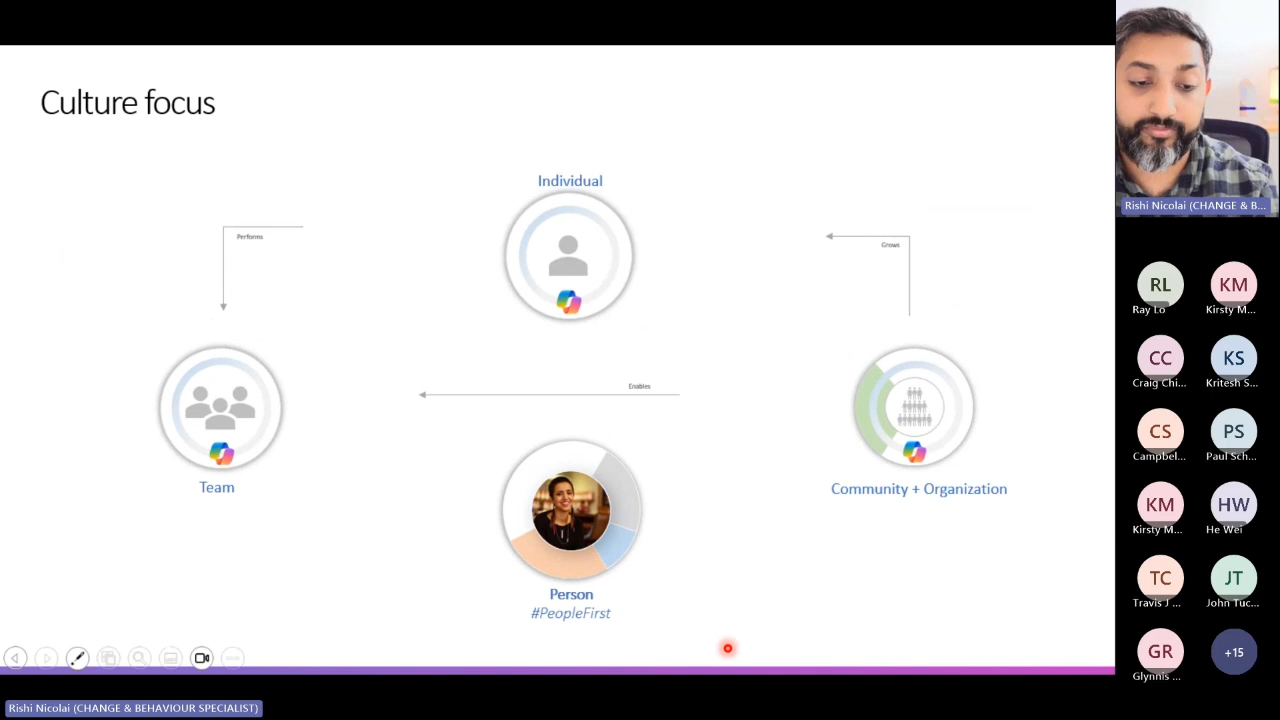 Culture focus
Individual
Performs
Grows
Enables
Team
Community + Organization
Person
#PeopleFirst
Rishi Nicolai (CHANGE & B...
RL
KM
Ray Lo
Kirsty M...
CC
KS
Craig Chi...
Kritesh S...
CS
PS
Campbel...
Paul Sch...
KM
HW
Kirsty M...
He Wei
TC
JT
Travis J ...
John Tuc...
GR
+15
Glynnis ...
Rishi Nicolai (CHANGE & BEHAVIOUR SPECIALIST)